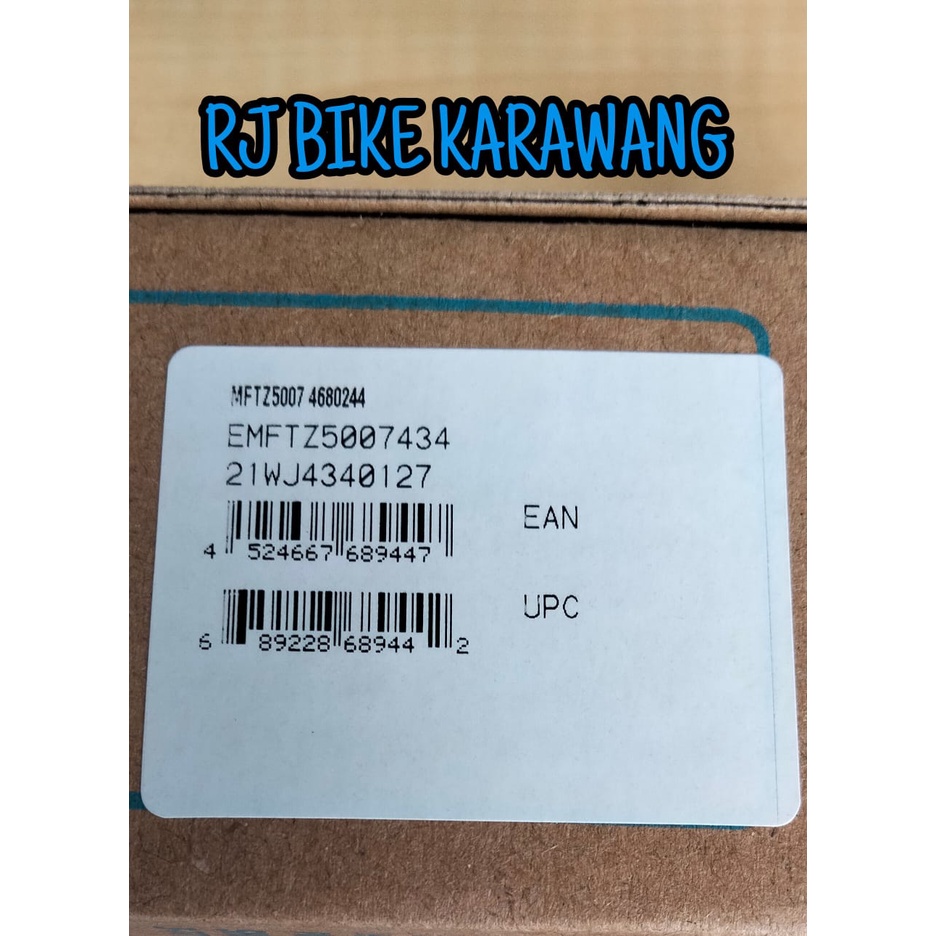 RJ BIKE KARAWANG
MFTZ5007 4680244
EMFTZ5007434
21WJ4340127
EAN
4 524667 689447
UPC
6 89228 68944 2